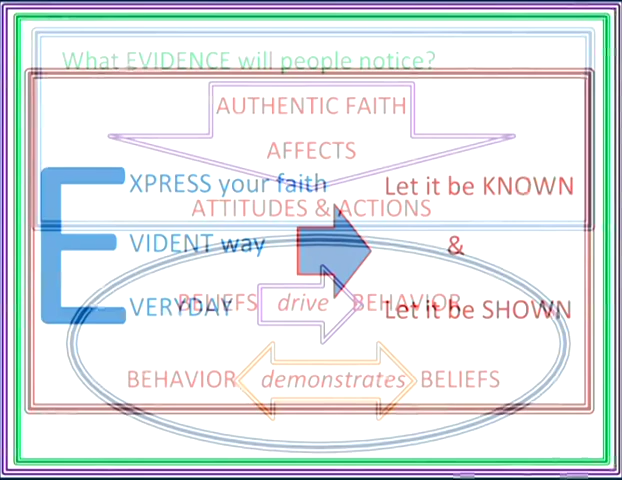 What EVIDENCE will people notice?
AUTHENTIC FAITH
AFFECTS
EXPRESS your faith
Let it be KNOWN
ATTITUDES & ACTIONS
EVIDENT way
&
EVERYDAY
Let it be SHOWN
BELIEFS drive BEHAVIOR
BEHAVIOR demonstrates BELIEFS